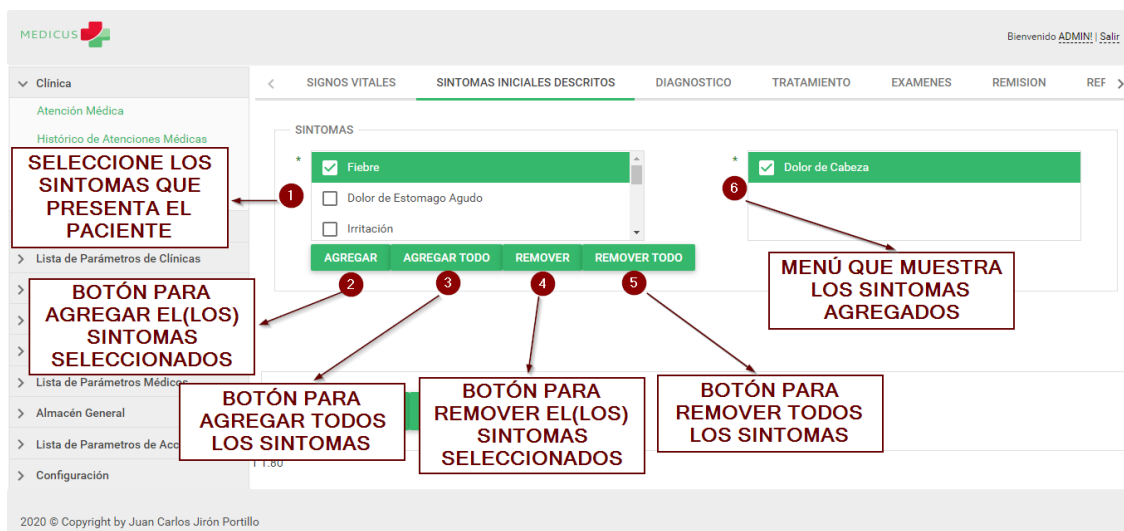 MEDICUS
Bienvenido ADMIN! | Salir
Clínica
SIGNOS VITALES SINTOMAS INICIALES DESCRITOS DIAGNOSTICO TRATAMIENTO EXAMENES REMISION
Atención Médica
Histórico de Atenciones Médicas
SINTOMAS
* Fiebre
Dolor de Estomago Agudo
Irritación
* Dolor de Cabeza
AGREGAR AGREGAR TODO REMOVER REMOVER TODO
1
2
3
4
5
6
SELECCIONE LOS
SINTOMAS QUE
PRESENTA EL
PACIENTE
Lista de Parámetros de Clínicas
MENÚ QUE MUESTRA
LOS SINTOMAS
AGREGADOS
BOTÓN PARA
AGREGAR EL(LOS)
SINTOMAS
SELECCIONADOS
Lista de Parámetros Médicos
BOTÓN PARA
AGREGAR TODOS
LOS SINTOMAS
BOTÓN PARA
REMOVER EL(LOS)
SINTOMAS
SELECCIONADOS
BOTÓN PARA
REMOVER TODOS
LOS SINTOMAS
Almacén General
Lista de Parametros de Acc
Configuración
1.80
2020 © Copyright by Juan Carlos Jirón Portillo